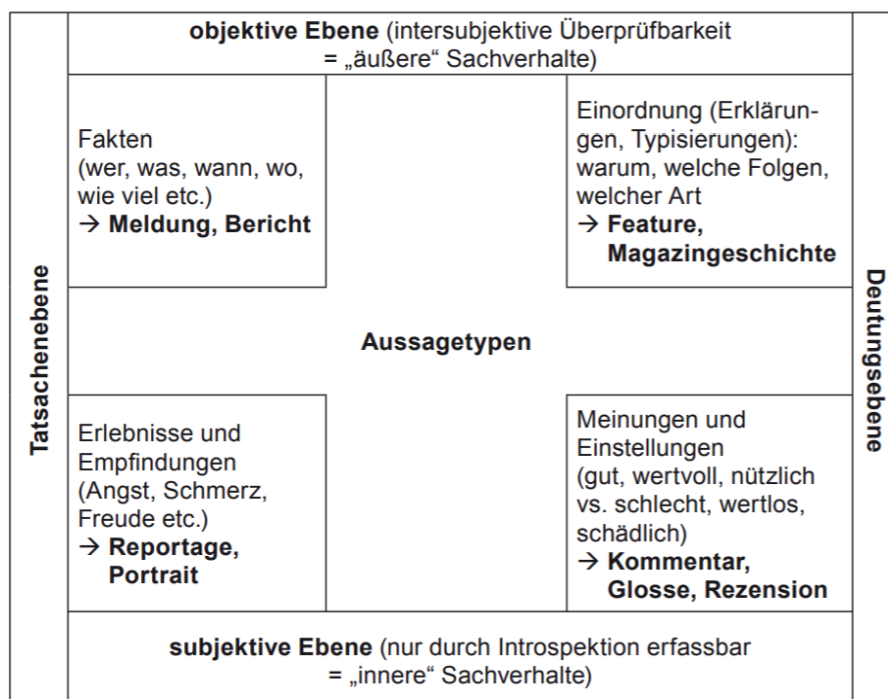 objektive Ebene (intersubjektive Überprüfbarkeit
= „äußere“ Sachverhalte)
Tatsachenebene
Fakten
(wer, was, wann, wo,
wie viel etc.)
→ Meldung, Bericht
Einordnung (Erklärun-
gen, Typisierungen):
warum, welche Folgen,
welcher Art
→ Feature,
Magazingeschichte
Deutungsebene
Aussagetypen
Erlebnisse und
Empfindungen
(Angst, Schmerz,
Freude etc.)
→ Reportage,
Portrait
Meinungen und
Einstellungen
(gut, wertvoll, nützlich
vs. schlecht, wertlos,
schädlich)
→ Kommentar,
Glosse, Rezension
subjektive Ebene (nur durch Introspektion erfassbar
= „innere“ Sachverhalte)